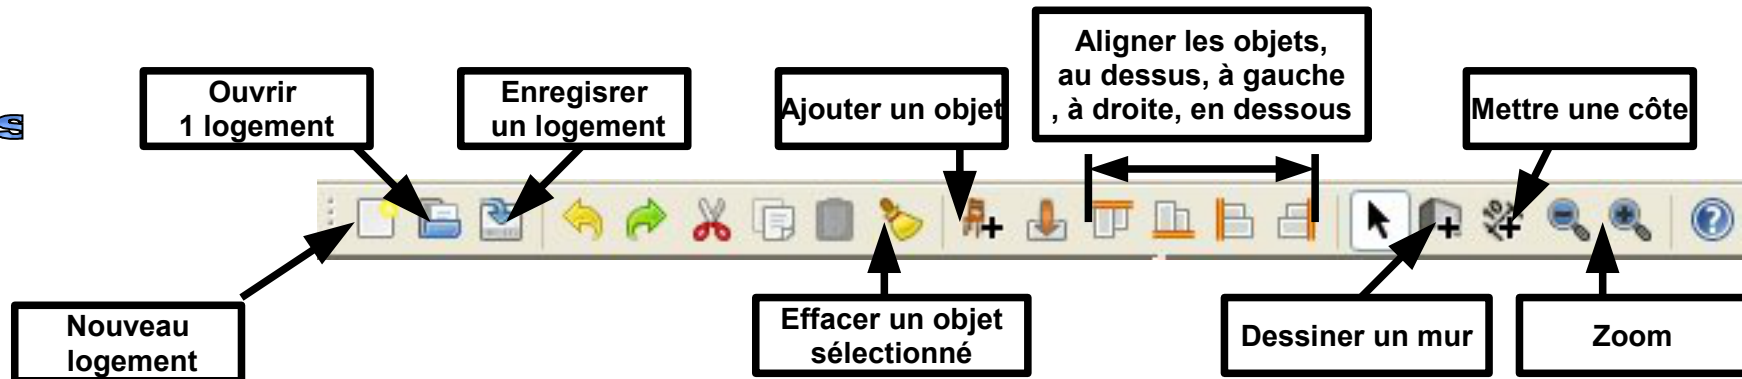 Aligner les objets,
au dessus, à gauche
, à droite, en dessous
Ouvrir
1 logement
Enregisrer
un logement
Ajouter un objet
Mettre une côte
Nouveau
logement
Effacer un objet
sélectionné
Dessiner un mur
Zoom